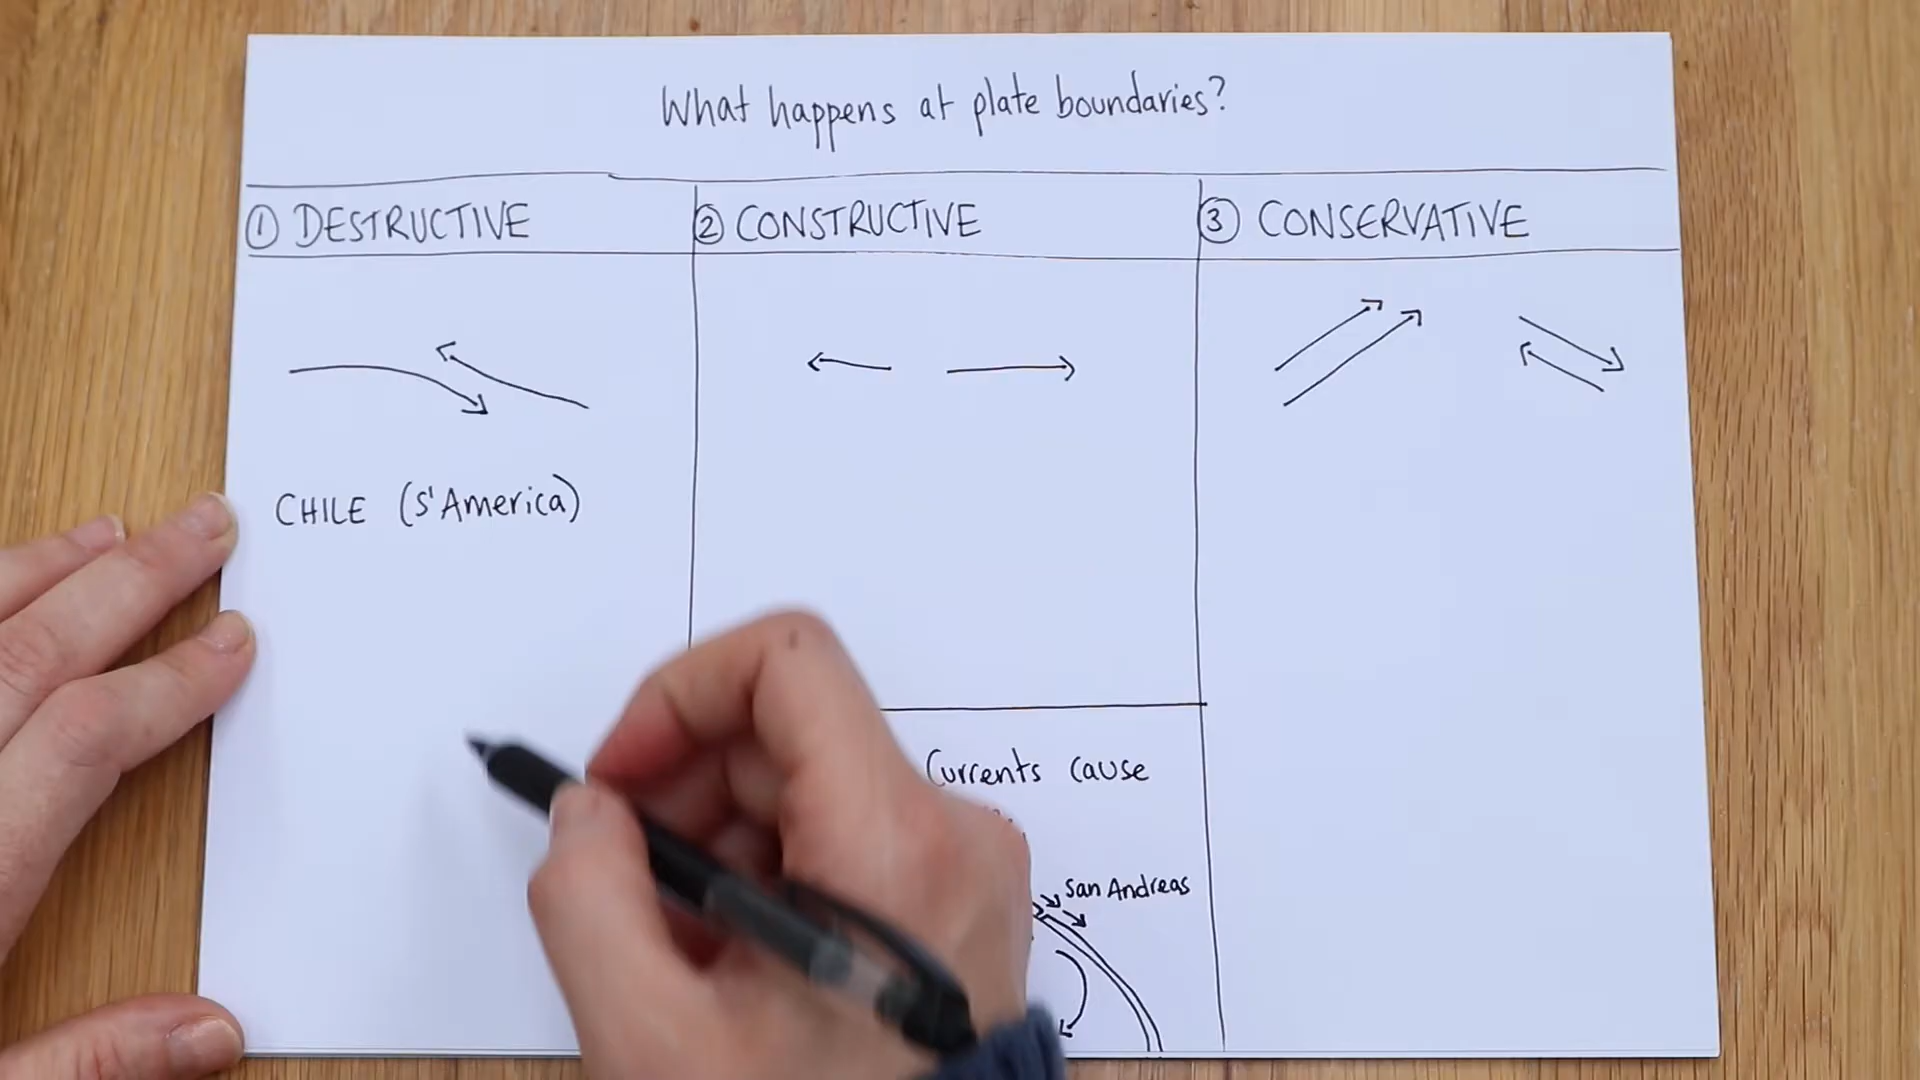 What happens at plate boundaries?
① DESTRUCTIVE
② CONSTRUCTIVE
③ CONSERVATIVE
CHILE (S'America)
Currents cause
San Andreas